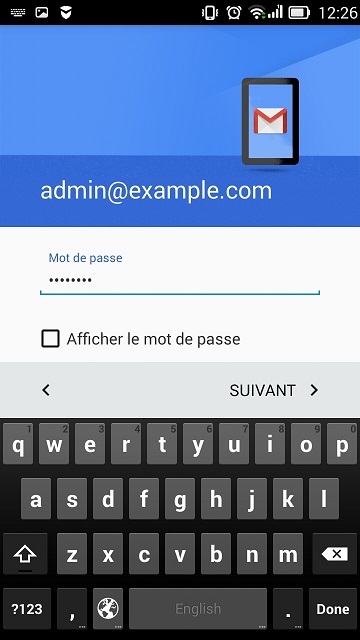 12:26
admin@example.com
Mot de passe
••••••••
Afficher le mot de passe
SUIVANT
1 2 3 4 5 6 7 8 9 0
q w e r t y u i o p
a s d f g h j k l
z x c v b n m
?123 , ... English . ... Done